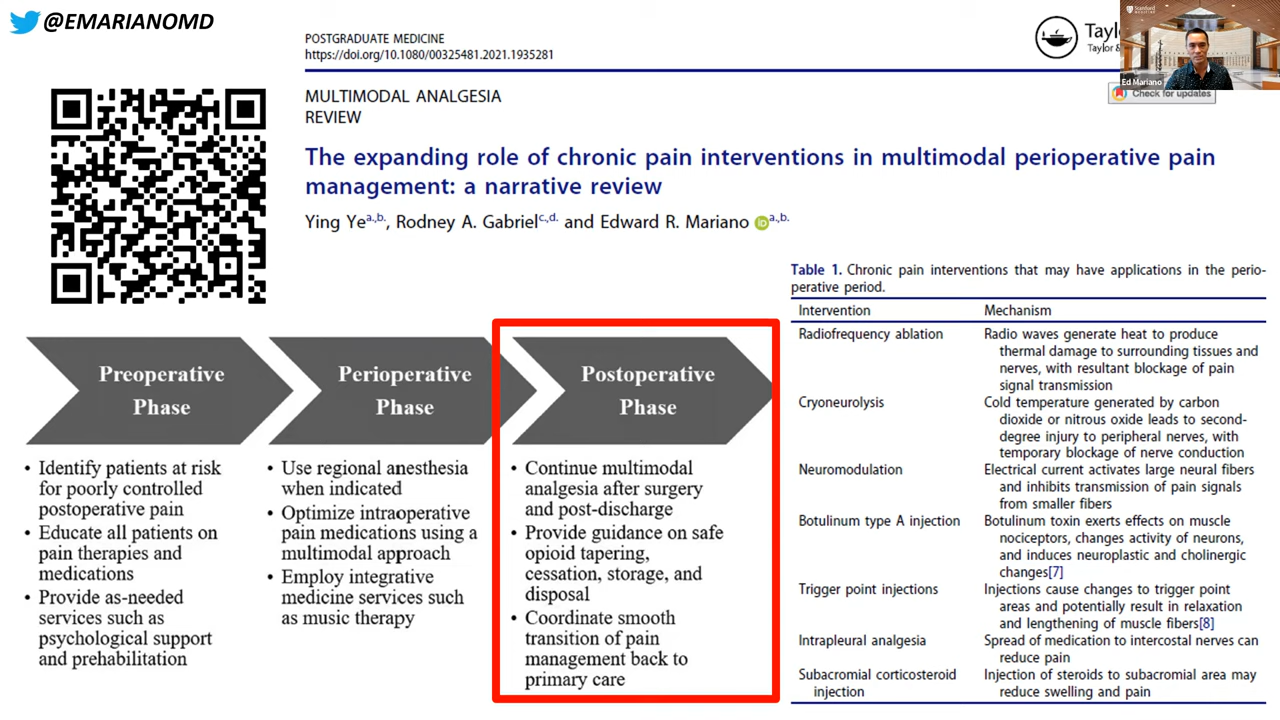 @EMARIANOMD
POSTGRADUATE MEDICINE
https://doi.org/10.1080/00325481.2021.1935281
Taylor &
Stanford
MEDICINE
Ed Mariano
Check for updates
MULTIMODAL ANALGESIA
REVIEW
The expanding role of chronic pain interventions in multimodal perioperative pain
management: a narrative review
Ying Yea,b, Rodney A. Gabrielc,d. and Edward R. Mariano iD a,b.
Preoperative
Phase
• Identify patients at risk
for poorly controlled
postoperative pain
• Educate all patients on
pain therapies and
medications
• Provide as-needed
services such as
psychological support
and prehabilitation
Perioperative
Phase
• Use regional anesthesia
when indicated
• Optimize intraoperative
pain medications using a
multimodal approach
• Employ integrative
medicine services such
as music therapy
Postoperative
Phase
• Continue multimodal
analgesia after surgery
and post-discharge
• Provide guidance on safe
opioid tapering,
cessation, storage, and
disposal
• Coordinate smooth
transition of pain
management back to
primary care
Table 1. Chronic pain interventions that may have applications in the perio-
perative period.
Intervention Mechanism
Radiofrequency ablation Radio waves generate heat to produce
thermal damage to surrounding tissues and
nerves, with resultant blockage of pain
signal transmission
Cryoneurolysis Cold temperature generated by carbon
dioxide or nitrous oxide leads to second-
degree injury to peripheral nerves, with
temporary blockage of nerve conduction
Neuromodulation Electrical current activates large neural fibers
and inhibits transmission of pain signals
from smaller fibers
Botulinum type A injection Botulinum toxin exerts effects on muscle
nociceptors, changes activity of neurons,
and induces neuroplastic and cholinergic
changes[7]
Trigger point injections Injections cause changes to trigger point
areas and potentially result in relaxation
and lengthening of muscle fibers[8]
Intrapleural analgesia Spread of medication to intercostal nerves can
reduce pain
Subacromial corticosteroid Injection of steroids to subacromial area may
injection reduce swelling and pain